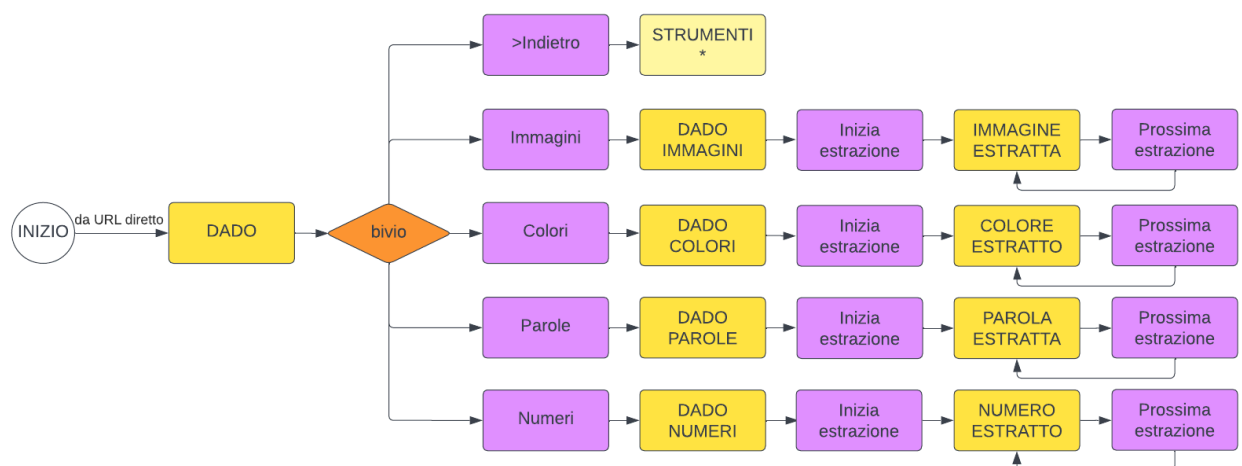 >Indietro
STRUMENTI
*
Immagini
DADO
IMMAGINI
Inizia
estrazione
IMMAGINE
ESTRATTA
Prossima
estrazione
INIZIO
da URL diretto
DADO
bivio
Colori
DADO
COLORI
Inizia
estrazione
COLORE
ESTRATTO
Prossima
estrazione
Parole
DADO
PAROLE
Inizia
estrazione
PAROLA
ESTRATTA
Prossima
estrazione
Numeri
DADO
NUMERI
Inizia
estrazione
NUMERO
ESTRATTO
Prossima
estrazione